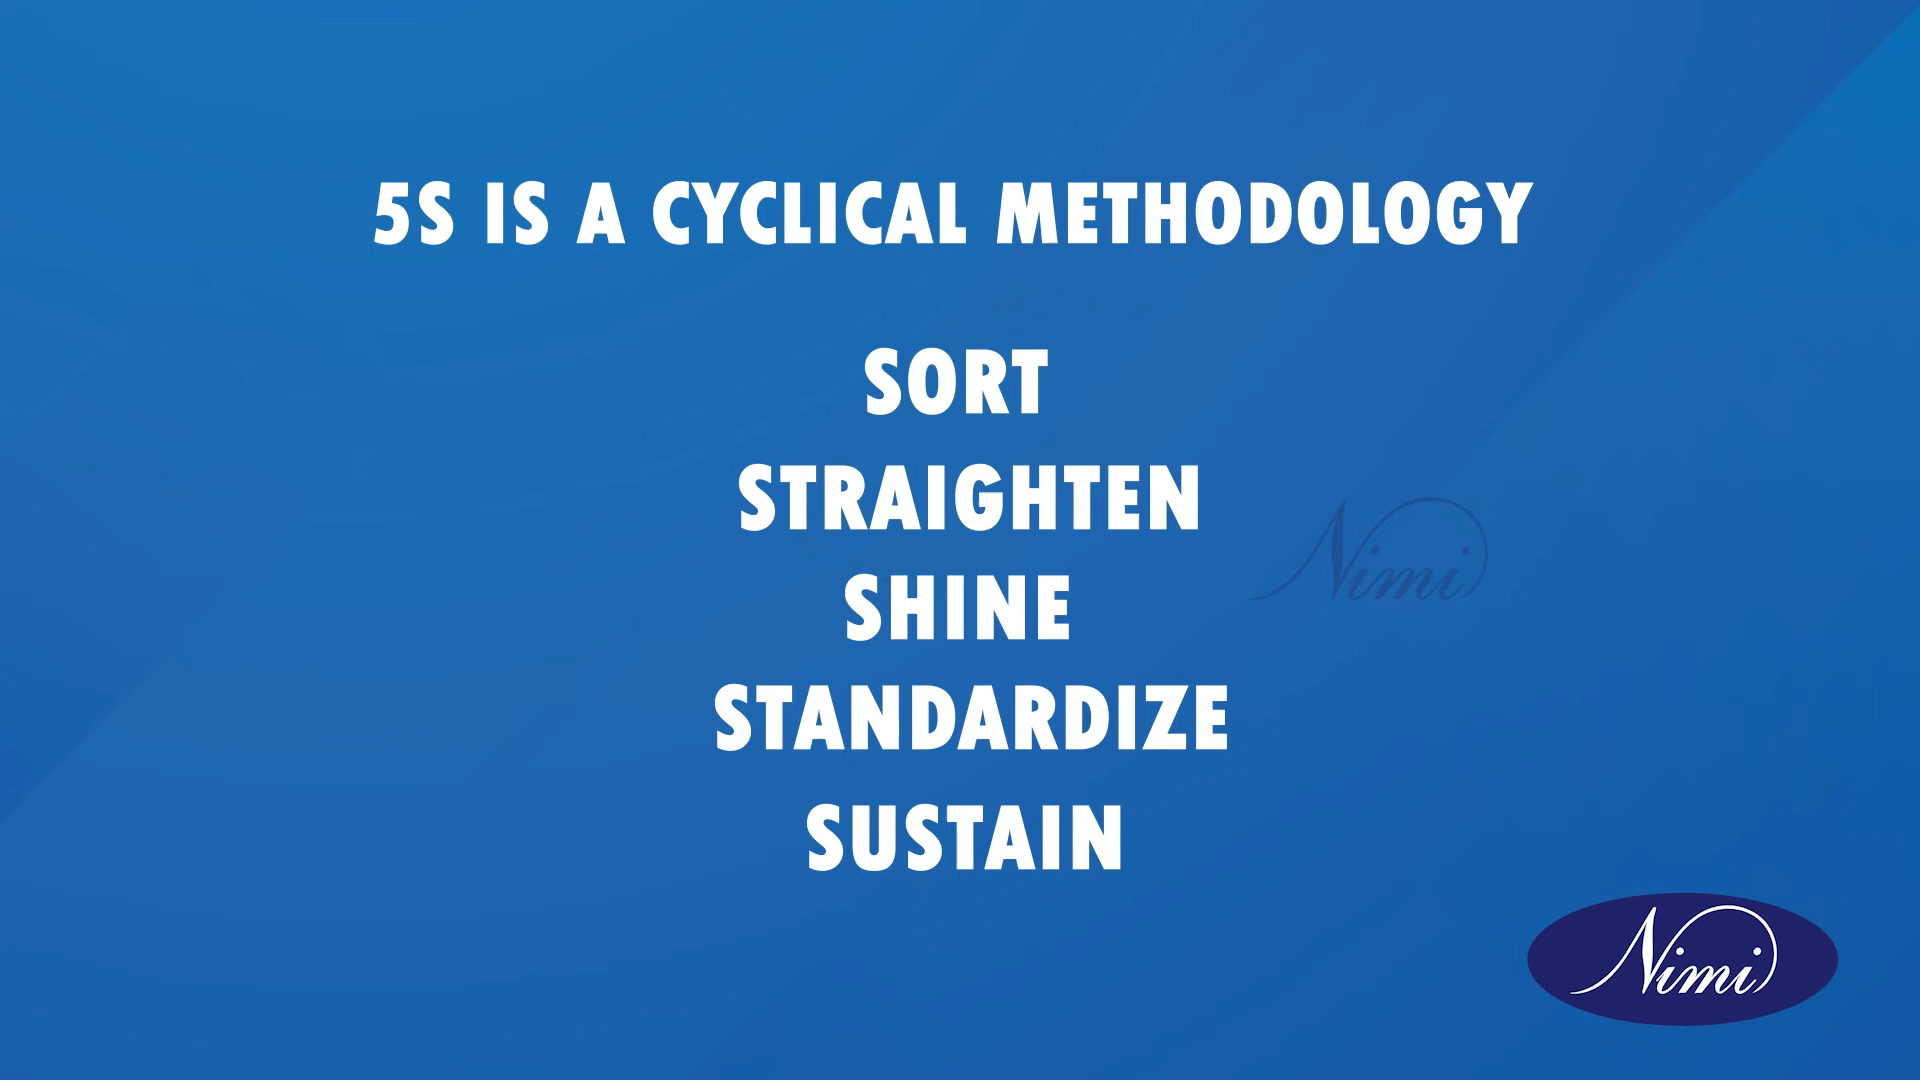 5S IS A CYCLICAL METHODOLOGY
SORT
STRAIGHTEN
Nimi
SHINE
STANDARDIZE
SUSTAIN
Nimi